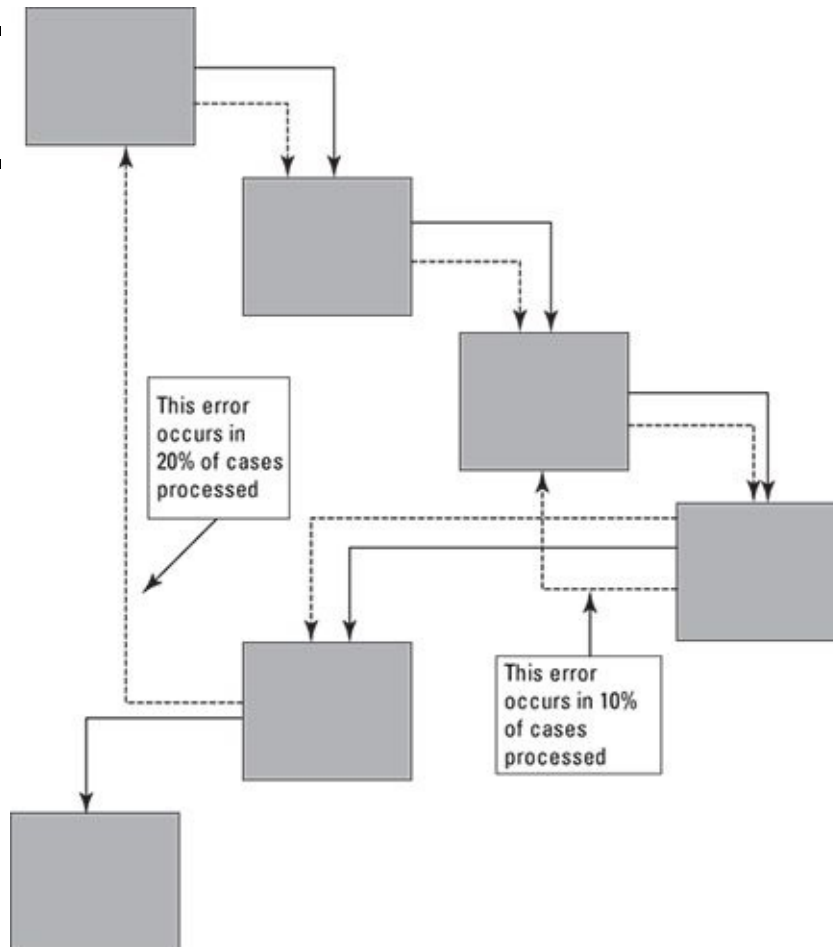 This error
occurs in
20% of cases
processed
This error
occurs in 10%
of cases
processed